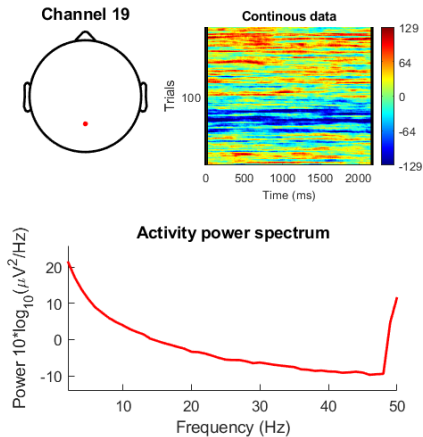 Channel 19
Continous data
Trials
100
0
500
1000
1500
2000
Time (ms)
129
64
0
-64
-129
Activity power spectrum
Power 10*log10(μV2/Hz)
20
10
0
-10
10
20
30
40
50
Frequency (Hz)